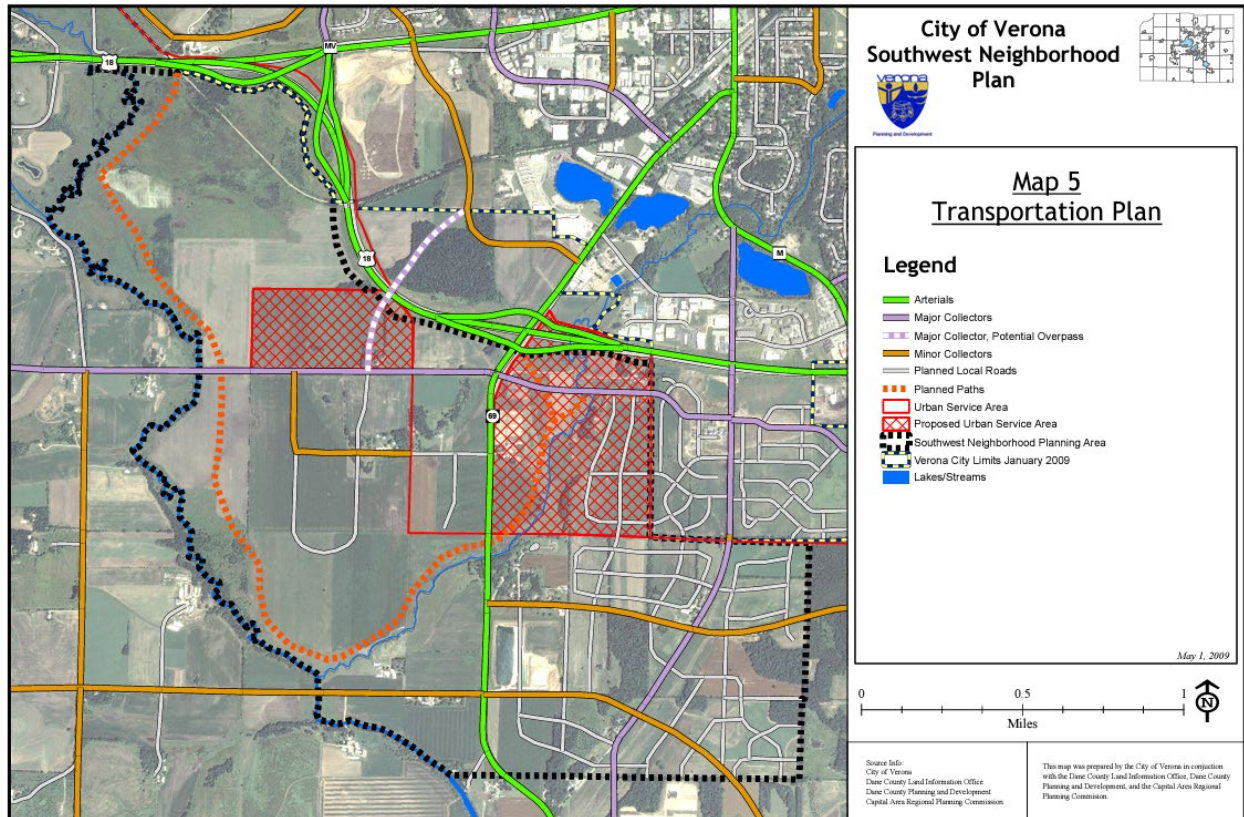 City of Verona
Southwest Neighborhood
Plan
verona
Planning and Development
Map 5
Transportation Plan
Legend
Arterials
Major Collectors
Major Collector, Potential Overpass
Minor Collectors
Planned Local Roads
Planned Paths
Urban Service Area
Proposed Urban Service Area
Southwest Neighborhood Planning Area
Verona City Limits January 2009
Lakes/Streams
May 1, 2009
0 0.5 1
Miles
N
Source Info:
City of Verona
Dane County Land Information Office
Dane County Planning and Development
Capital Area Regional Planning Commission
This map was prepared by the City of Verona in conjuction
with the Dane County Land Information Office, Dane County
Planning and Development, and the Capital Area Regional
Planning Commision.
18
MV
18
M
69